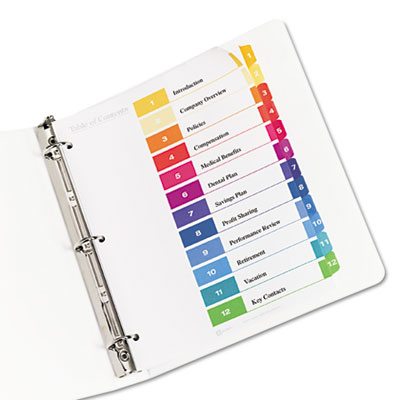 Table of Contents
1 Introduction 1
2 Company Overview 2
3 Policies 3
4 Compensation 4
5 Medical Benefits 5
6 Dental Plan 6
7 Savings Plan 7
8 Profit Sharing 8
9 Performance Review 9
10 Retirement 10
11 Vacation 11
12 Key Contacts 12